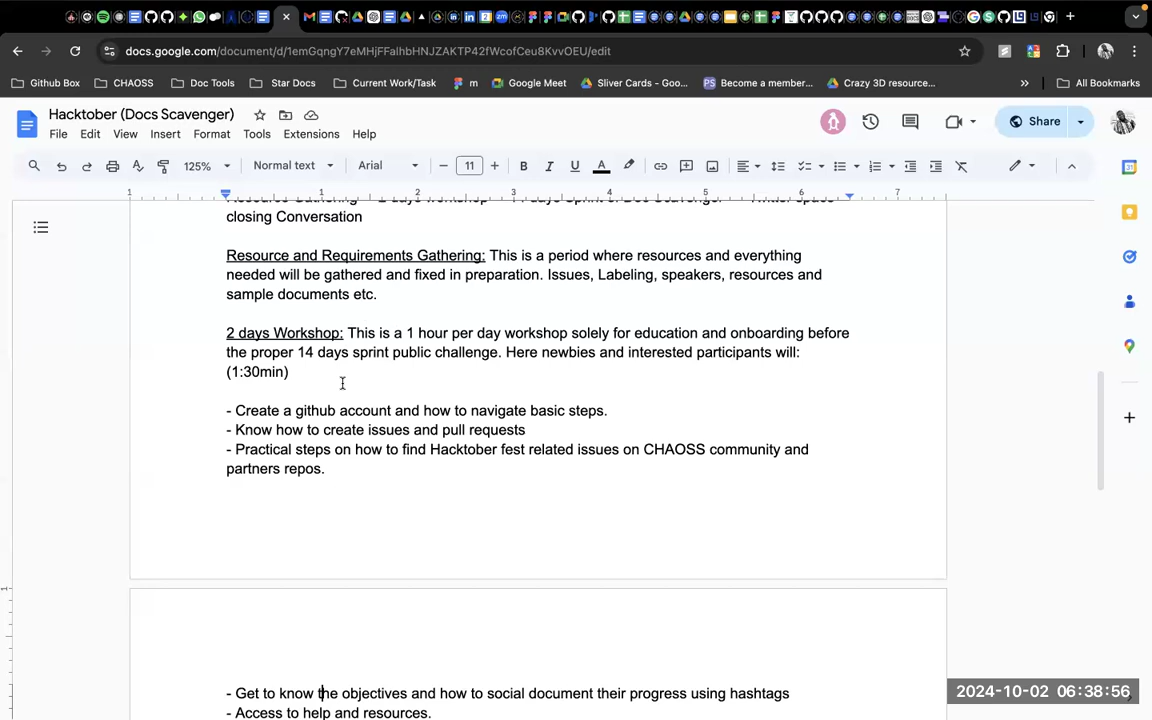 docs.google.com/document/d/1emGqngY7eMHjFFalhbHNJZAKTP42fWcofCeu8KvvOEU/edit
Github Box CHAOSS Doc Tools Star Docs Current Work/Task m Google Meet Sliver Cards - Goo... Become a member... Crazy 3D resource... » All Bookmarks
Hacktober (Docs Scavenger)
File Edit View Insert Format Tools Extensions Help
Share
125% Normal text Arial 11
1 1 2 3 4 5 6 7
closing Conversation
Resource and Requirements Gathering: This is a period where resources and everything
needed will be gathered and fixed in preparation. Issues, Labeling, speakers, resources and
sample documents etc.
2 days Workshop: This is a 1 hour per day workshop solely for education and onboarding before
the proper 14 days sprint public challenge. Here newbies and interested participants will:
(1:30min)
- Create a github account and how to navigate basic steps.
- Know how to create issues and pull requests
- Practical steps on how to find Hacktober fest related issues on CHAOSS community and
partners repos.
- Get to know the objectives and how to social document their progress using hashtags
- Access to help and resources.
2024-10-02 06:38:56